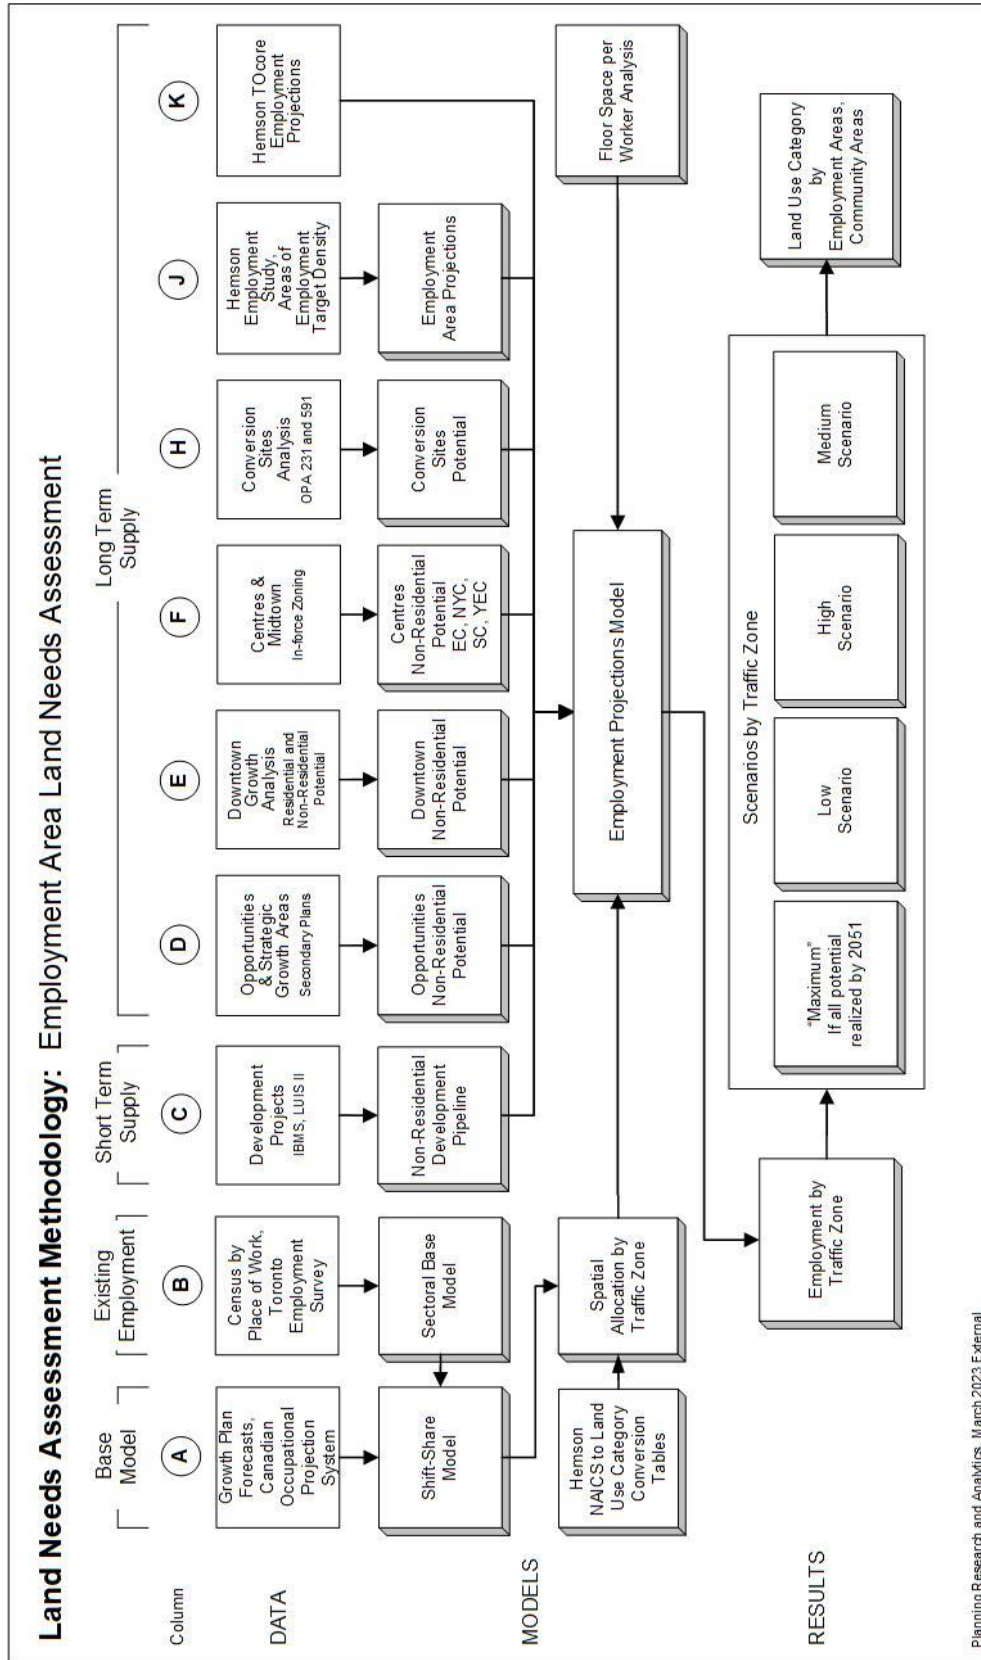 Land Needs Assessment Methodology: Employment Area Land Needs Assessment
Base
Model
Existing
Employment
Short Term
Supply
Long Term
Supply
Column
A
B
C
D
E
F
H
J
K
DATA
Growth Plan
Forecasts,
Canadian
Occupational
Projection
System
Census by
Place of Work,
Toronto
Employment
Survey
Development
Projects
IBMS, LUIS II
Opportunities
& Strategic
Growth Areas
Secondary Plans
Downtown
Growth
Analysis
Residential and
Non-Residential
Potential
Centres &
Midtown
In-force Zoning
Conversion
Sites
Analysis
OPA 231 and 591
Hemson
Employment
Study,
Areas of
Employment
Target Density
Hemson TOcore
Employment
Projections
MODELS
Shift-Share
Model
Sectoral Base
Model
Non-Residential
Development
Pipeline
Opportunities
Non-Residential
Potential
Downtown
Non-Residential
Potential
Centres
Non-Residential
Potential
EC, NYC,
SC, YEC
Conversion
Sites
Potential
Employment
Area Projections
Hemson
NAICS to Land
Use Category
Conversion
Tables
Spatial
Allocation by
Traffic Zone
Employment Projections Model
Floor Space per
Worker Analysis
RESULTS
Employment by
Traffic Zone
Scenarios by Traffic Zone
"Maximum"
If all potential
realized by 2051
Low
Scenario
High
Scenario
Medium
Scenario
Land Use Category
by
Employment Areas,
Community Areas
Planning Research and Analytics, March 2023 External